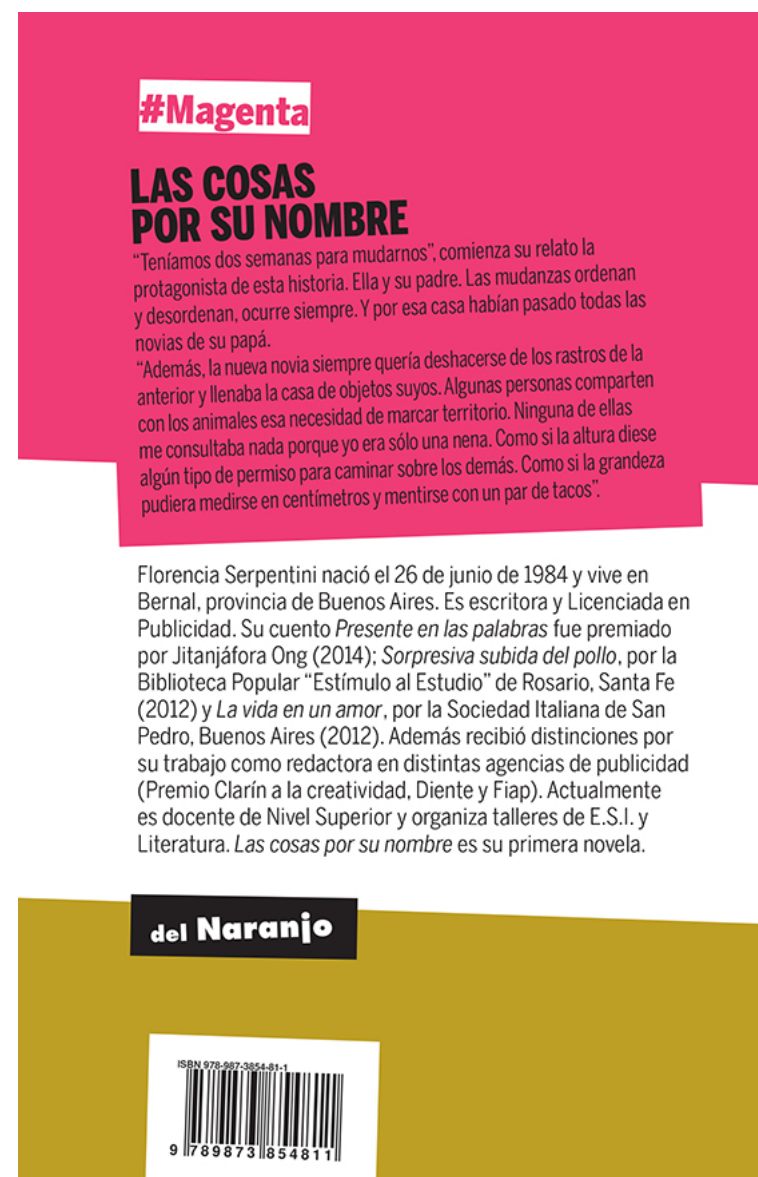 #Magenta
LAS COSAS
POR SU NOMBRE
“Teníamos dos semanas para mudarnos”, comienza su relato la
protagonista de esta historia. Ella y su padre. Las mudanzas ordenan
y desordenan, ocurre siempre. Y por esa casa habían pasado todas las
novias de su papá.
“Además, la nueva novia siempre quería deshacerse de los rastros de la
anterior y llenaba la casa de objetos suyos. Algunas personas comparten
con los animales esa necesidad de marcar territorio. Ninguna de ellas
me consultaba nada porque yo era sólo una nena. Como si la altura diese
algún tipo de permiso para caminar sobre los demás. Como si la grandeza
pudiera medirse en centímetros y mentirse con un par de tacos”.
Florencia Serpentini nació el 26 de junio de 1984 y vive en
Bernal, provincia de Buenos Aires. Es escritora y Licenciada en
Publicidad. Su cuento Presente en las palabras fue premiado
por Jitanjáfora Ong (2014); Sorpresiva subida del pollo, por la
Biblioteca Popular “Estímulo al Estudio” de Rosario, Santa Fe
(2012) y La vida en un amor, por la Sociedad Italiana de San
Pedro, Buenos Aires (2012). Además recibió distinciones por
su trabajo como redactora en distintas agencias de publicidad
(Premio Clarín a la creatividad, Diente y Fiap). Actualmente
es docente de Nivel Superior y organiza talleres de E.S.I. y
Literatura. Las cosas por su nombre es su primera novela.
del Naranjo
ISBN 978-987-3854-81-1
9 789873 854811